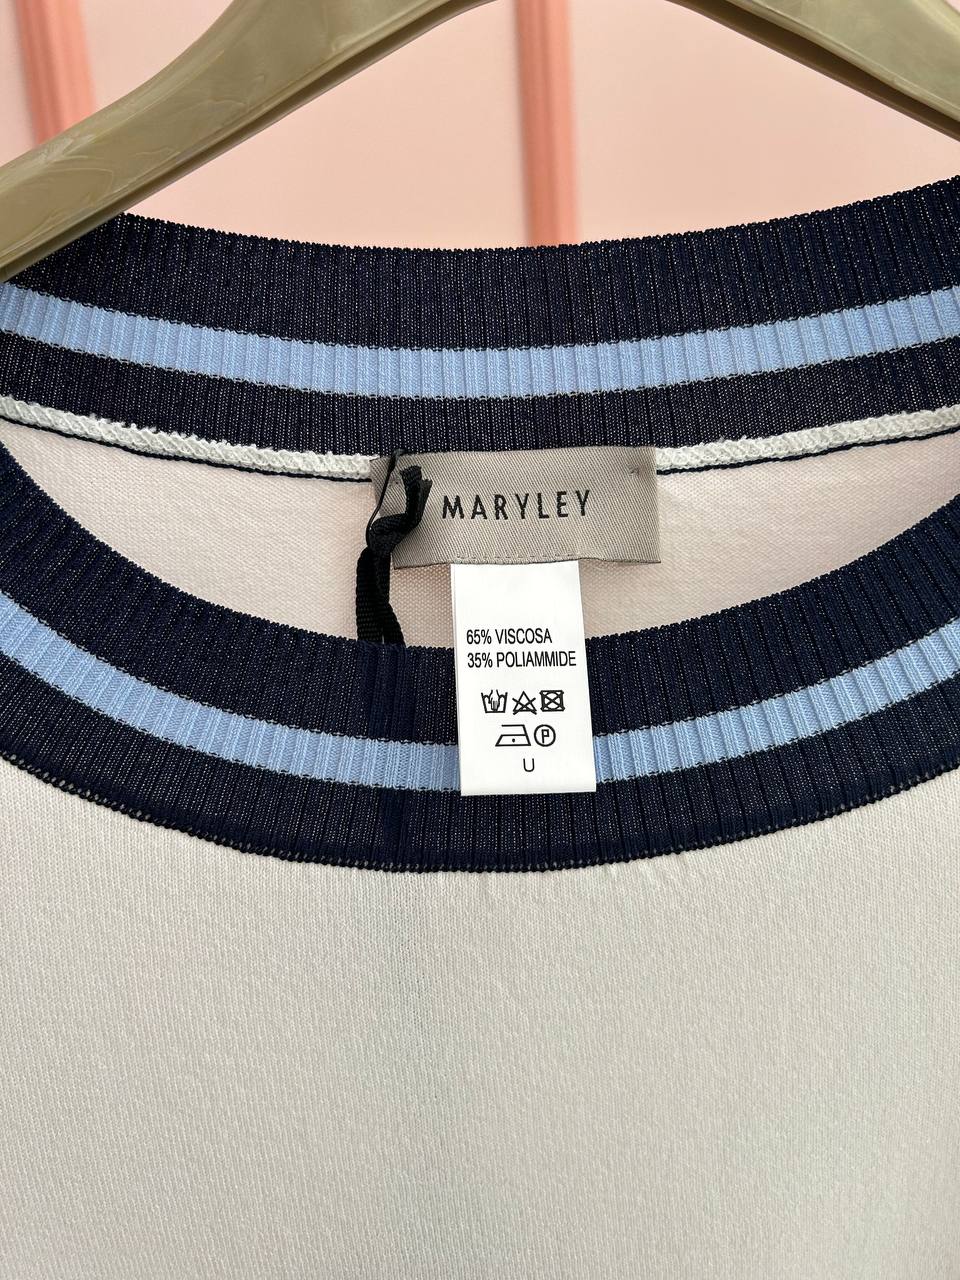 MARYLEY
65% VISCOSA
35% POLIAMMIDE
P
U